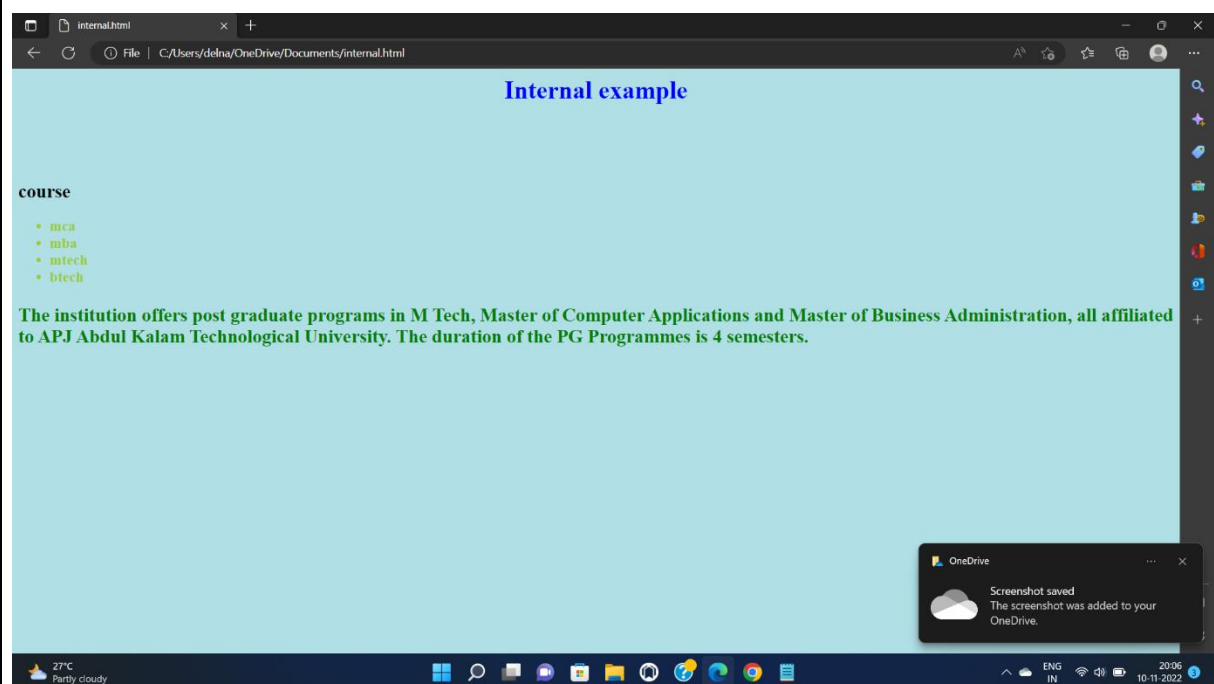 internal.html
File | C:/Users/delna/OneDrive/Documents/internal.html
Internal example
course
• mca
• mba
• mtech
• btech
The institution offers post graduate programs in M Tech, Master of Computer Applications and Master of Business Administration, all affiliated
to APJ Abdul Kalam Technological University. The duration of the PG Programmes is 4 semesters.
OneDrive
Screenshot saved
The screenshot was added to your
OneDrive.
27°C
Partly cloudy
ENG
IN
20:06
10-11-2022
3